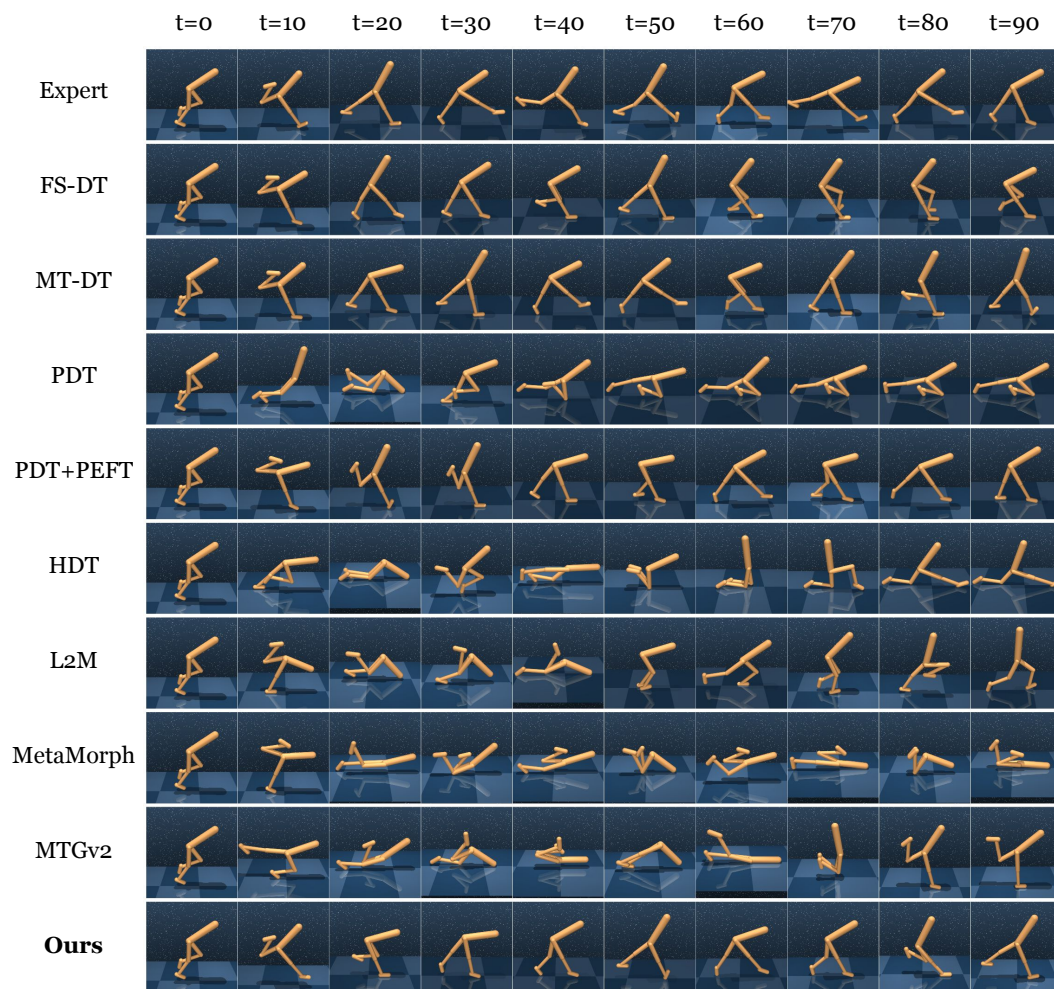 t=0 t=10 t=20 t=30 t=40 t=50 t=60 t=70 t=80 t=90
Expert
FS-DT
MT-DT
PDT
PDT+PEFT
HDT
L2M
MetaMorph
MTGv2
Ours